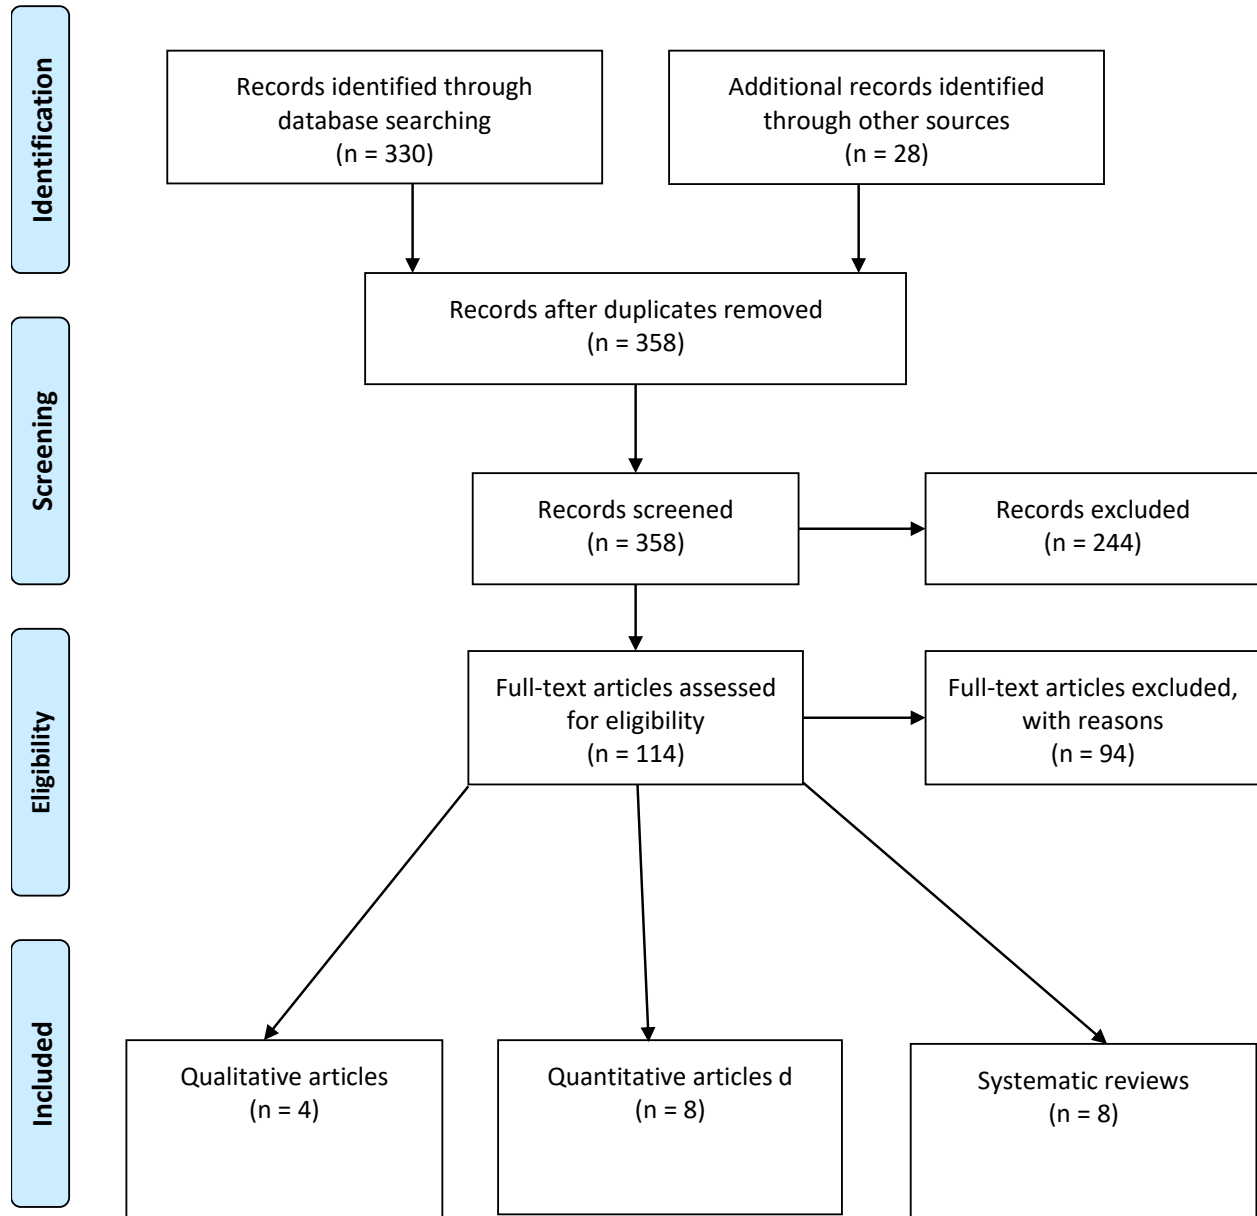 Identification
Records identified through
database searching
(n = 330)
Additional records identified
through other sources
(n = 28)
Records after duplicates removed
(n = 358)
Screening
Records screened
(n = 358)
Records excluded
(n = 244)
Eligibility
Full-text articles assessed
for eligibility
(n = 114)
Full-text articles excluded,
with reasons
(n = 94)
Included
Qualitative articles
(n = 4)
Quantitative articles d
(n = 8)
Systematic reviews
(n = 8)